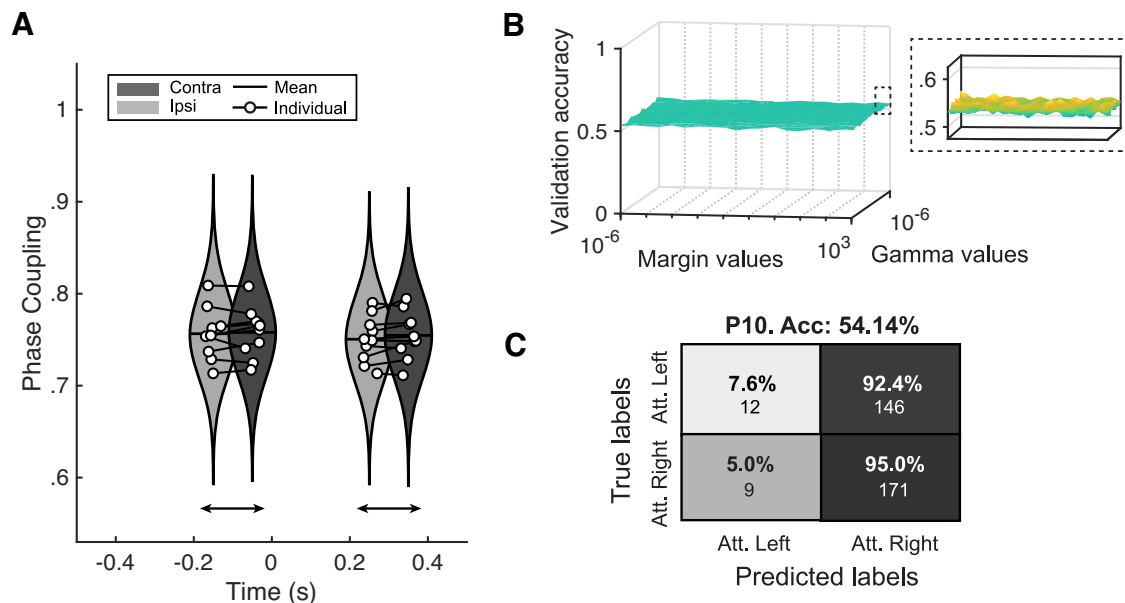 A
Contra
Ipsi
Mean
Individual
Phase Coupling
1
.9
.8
.7
.6
-0.4
-0.2
0
0.2
0.4
Time (s)
B
Validation accuracy
1
0.5
0
10-6
Margin values
103
10-6
Gamma values
.6
.5
C
P10. Acc: 54.14%
True labels
Att. Left
Att. Right
7.6%
12
92.4%
146
5.0%
9
95.0%
171
Att. Left
Att. Right
Predicted labels